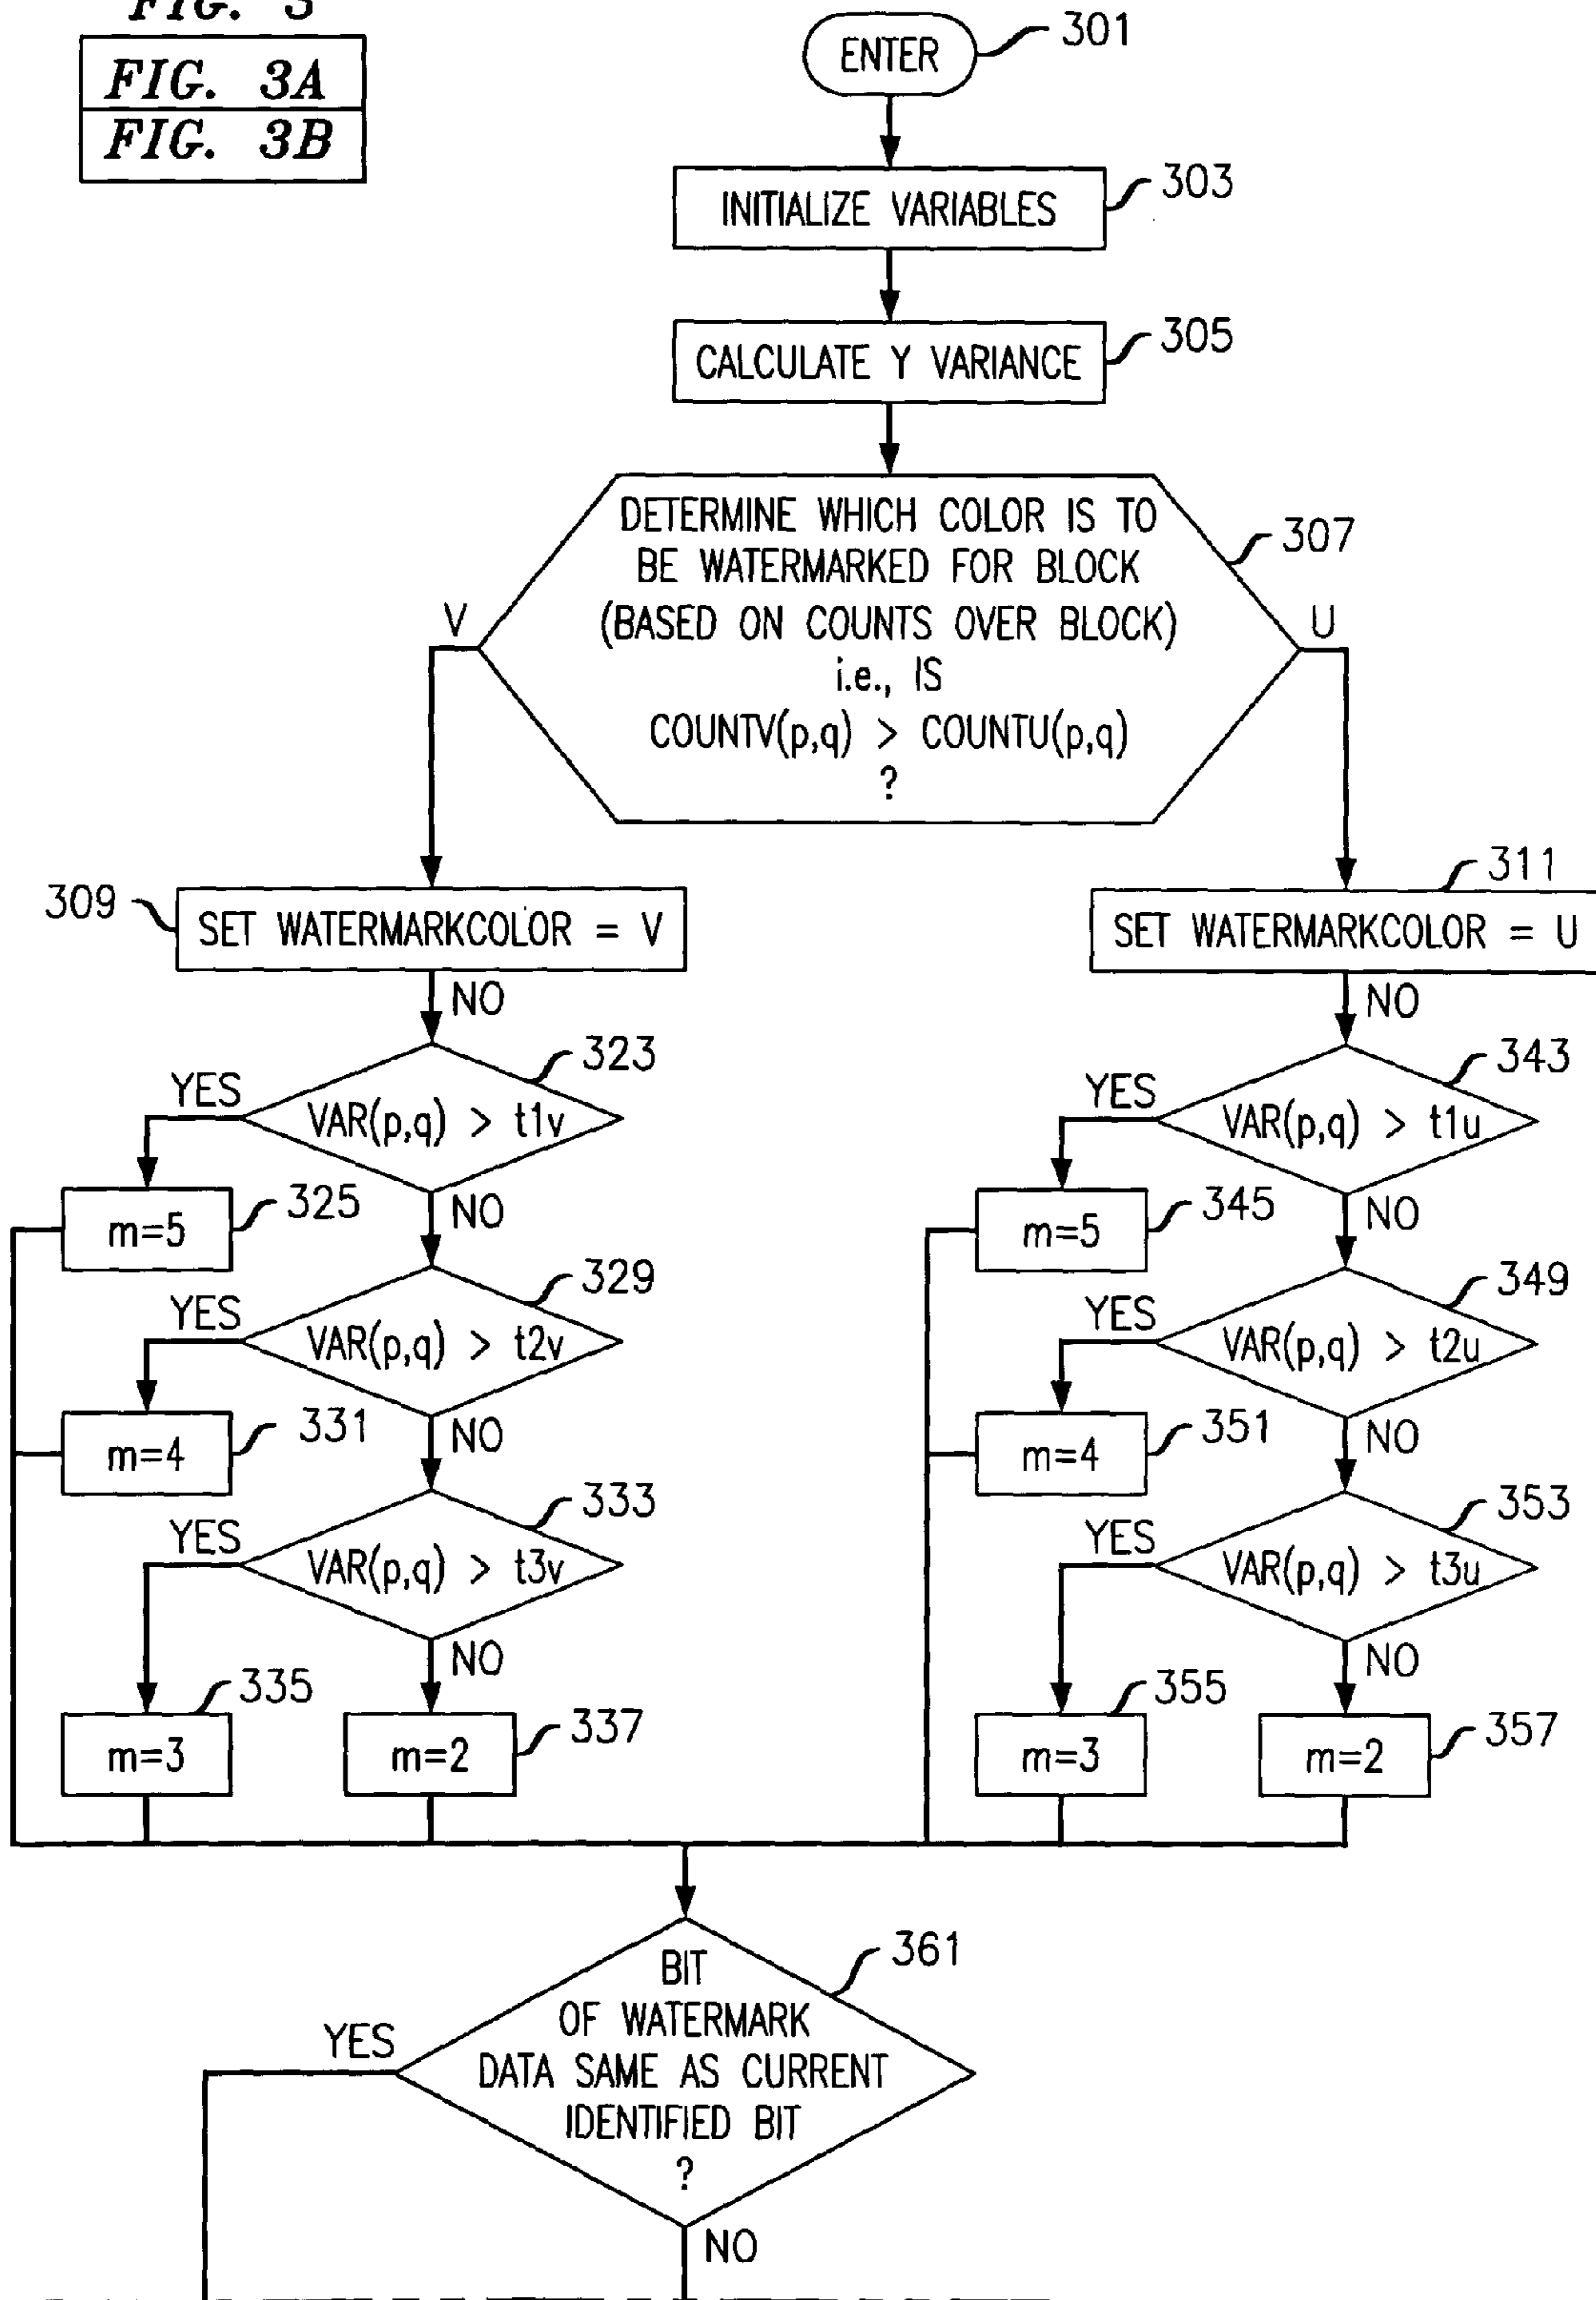 FIG. 3
FIG. 3A
FIG. 3B
ENTER
301
INITIALIZE VARIABLES
303
CALCULATE Y VARIANCE
305
DETERMINE WHICH COLOR IS TO
BE WATERMARKED FOR BLOCK
(BASED ON COUNTS OVER BLOCK)
i.e., IS
COUNTV(p,q) > COUNTU(p,q)
?
307
V
U
309
SET WATERMARKCOLOR = V
NO
323
YES
VAR(p,q) > t1v
325
m=5
NO
329
YES
VAR(p,q) > t2v
331
m=4
NO
333
YES
VAR(p,q) > t3v
NO
335
m=3
337
m=2
311
SET WATERMARKCOLOR = U
NO
343
YES
VAR(p,q) > t1u
345
m=5
NO
349
YES
VAR(p,q) > t2u
351
m=4
NO
353
YES
VAR(p,q) > t3u
NO
355
m=3
357
m=2
361
BIT
OF WATERMARK
DATA SAME AS CURRENT
IDENTIFIED BIT
?
YES
NO